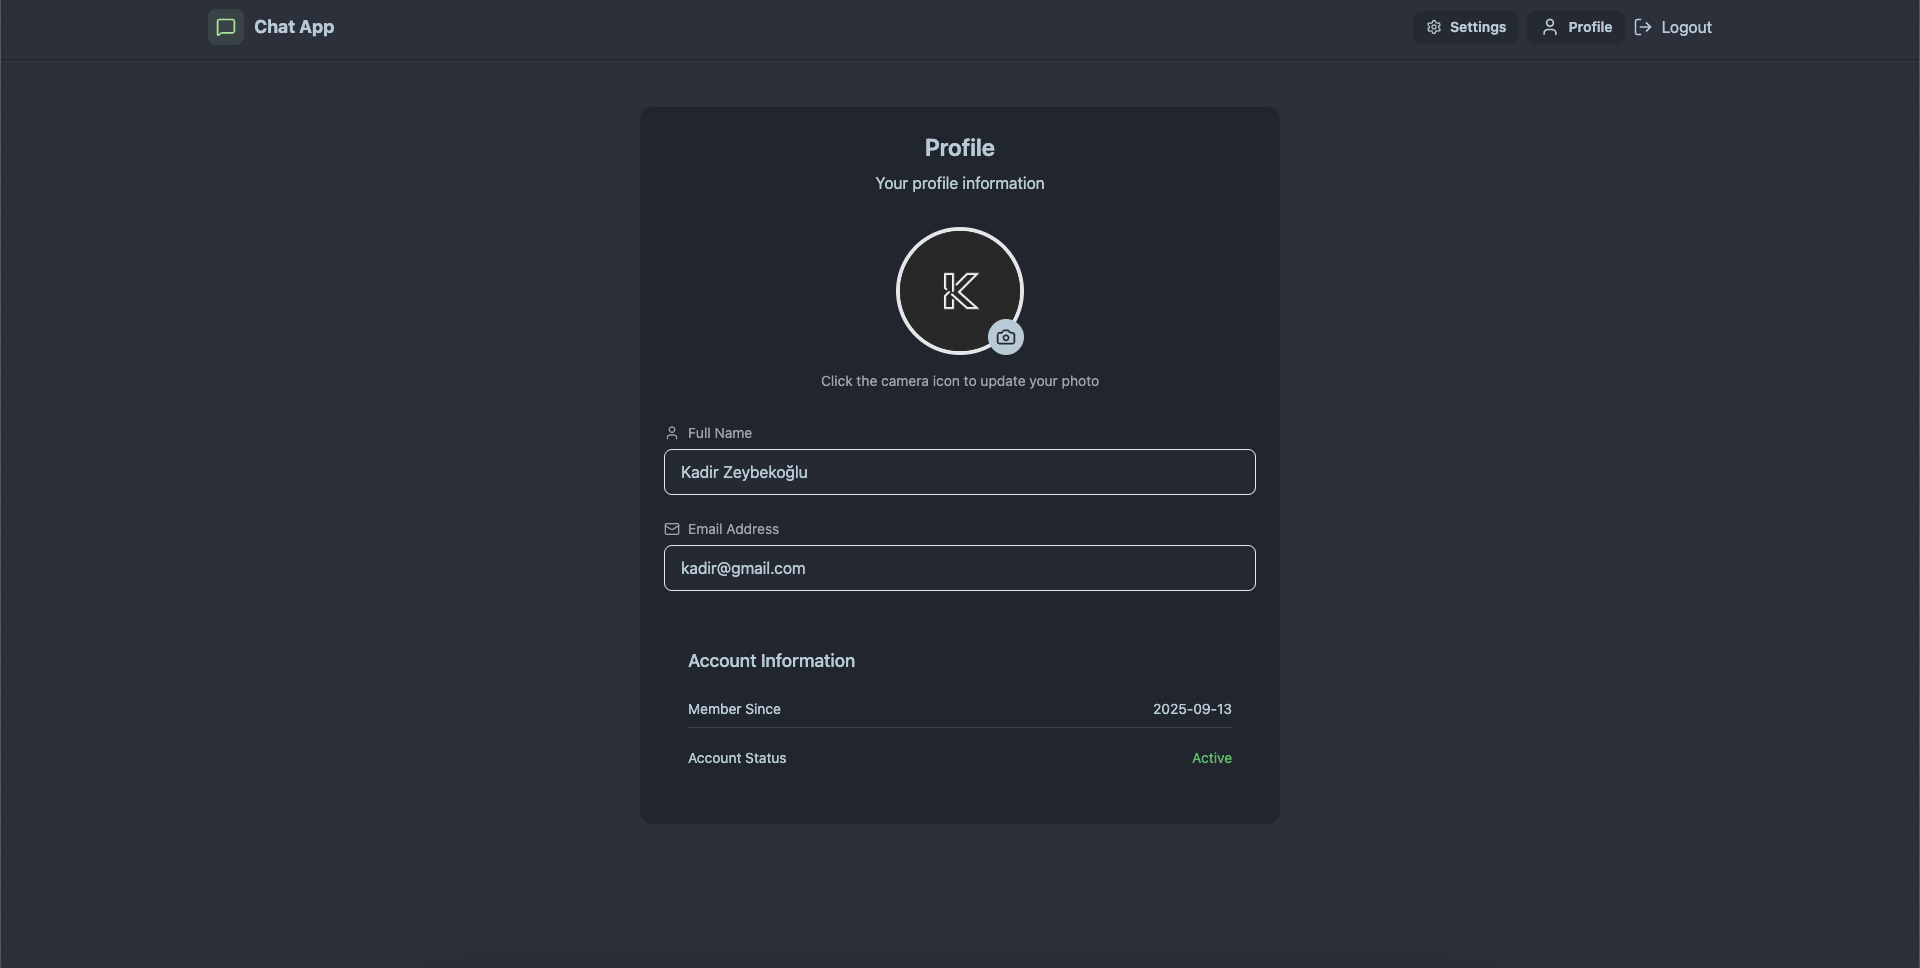 Chat App
Settings
Profile
Logout
Profile
Your profile information
K
Click the camera icon to update your photo
Full Name
Kadir Zeybekoğlu
Email Address
kadir@gmail.com
Account Information
Member Since 2025-09-13
Account Status Active